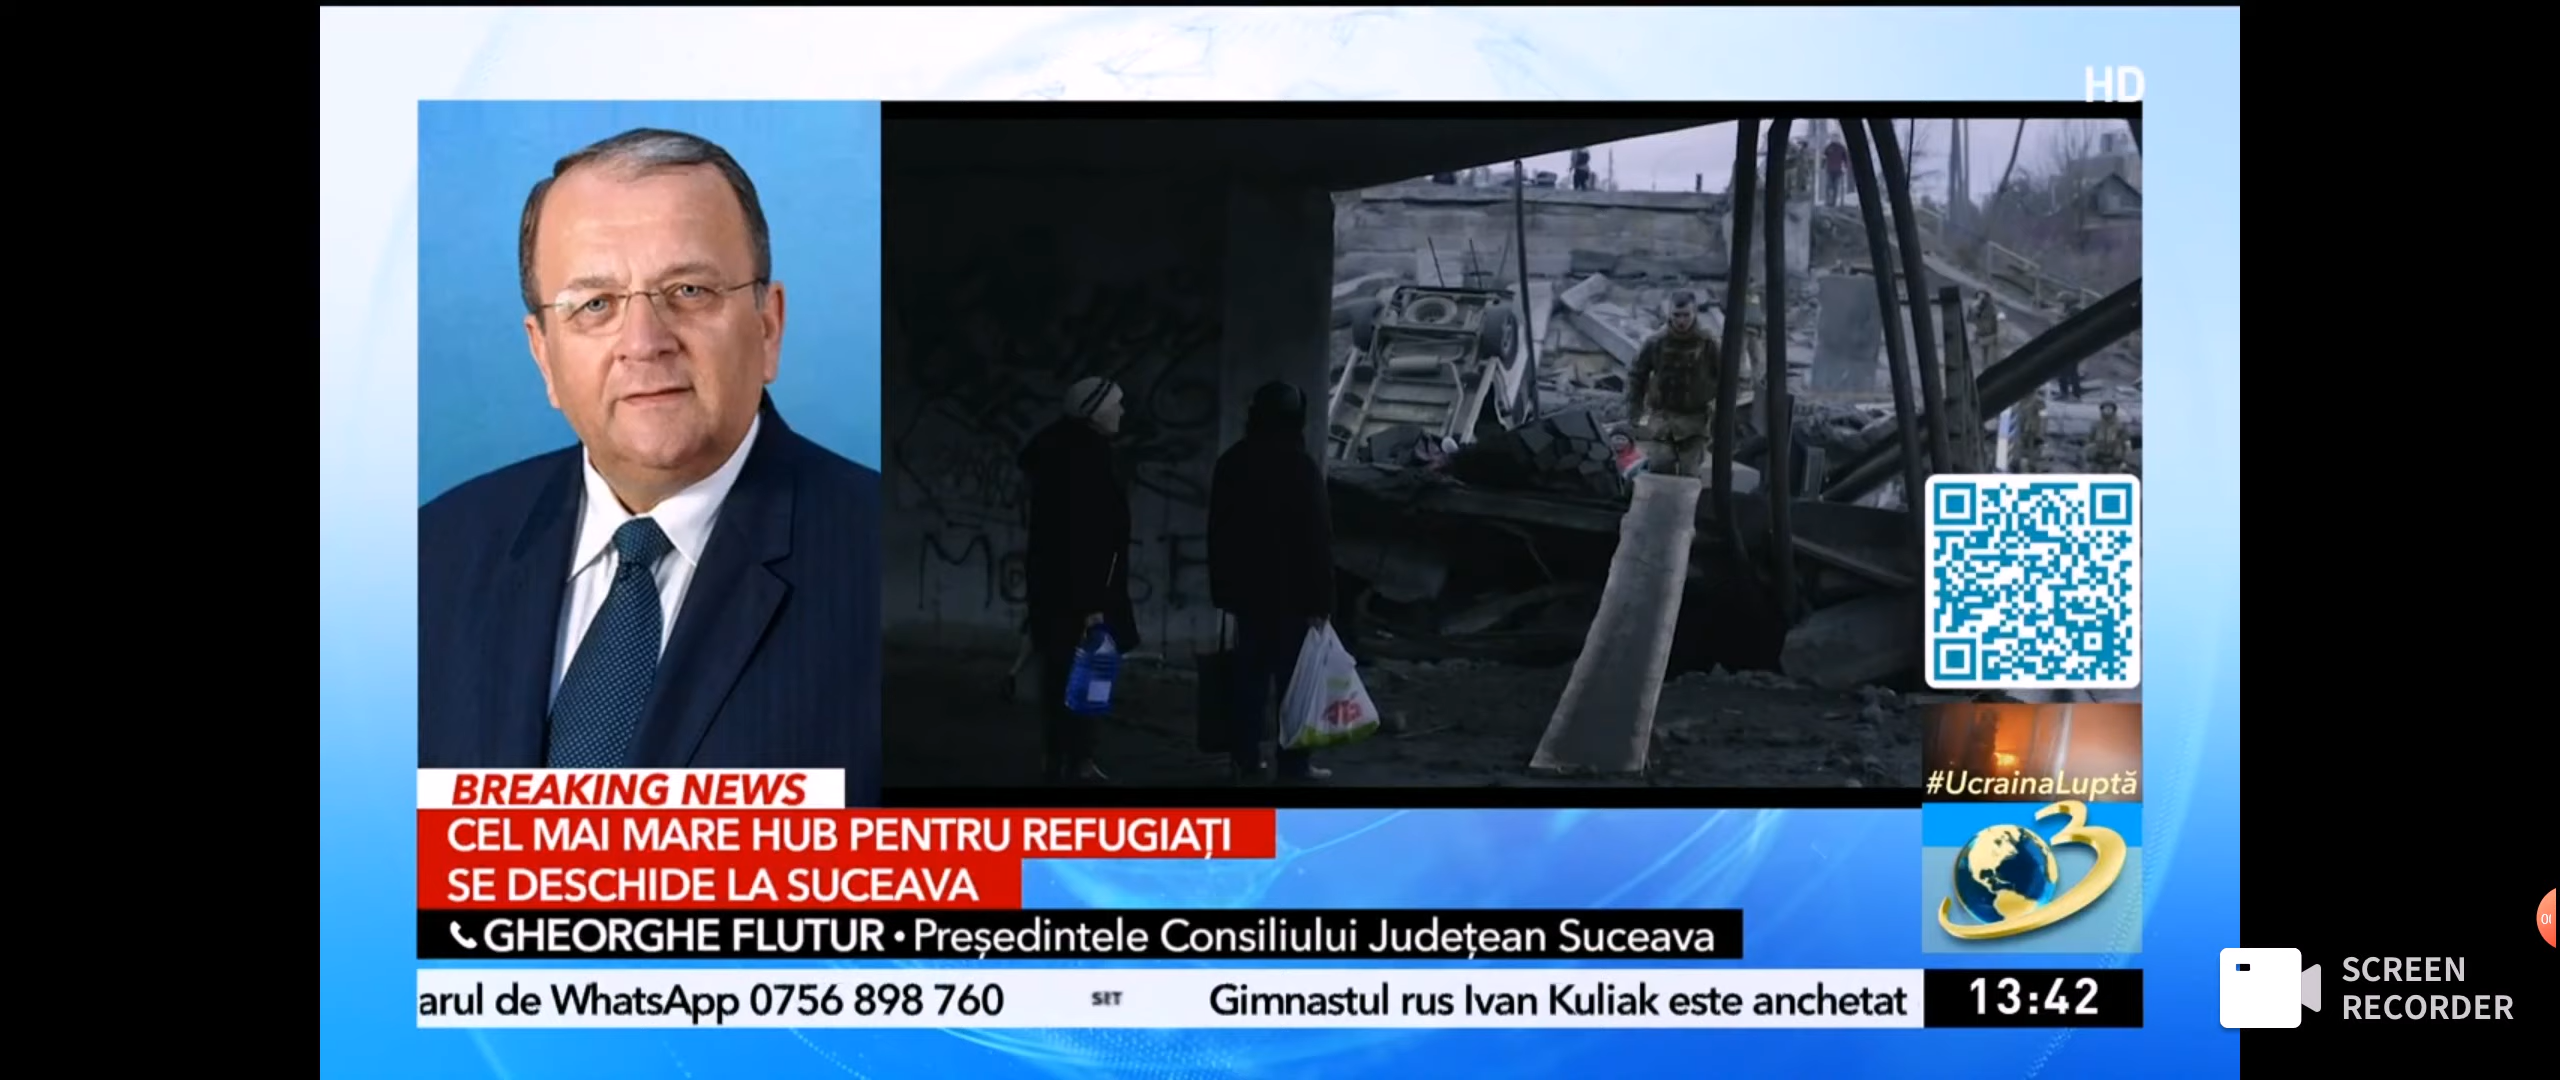 HD
#UcrainaLuptă
3
BREAKING NEWS
CEL MAI MARE HUB PENTRU REFUGIAȚI
SE DESCHIDE LA SUCEAVA
GHEORGHE FLUTUR • Președintele Consiliului Județean Suceava
arul de WhatsApp 0756 898 760 Gimnastul rus Ivan Kuliak este anchetat 13:42
SCREEN
RECORDER